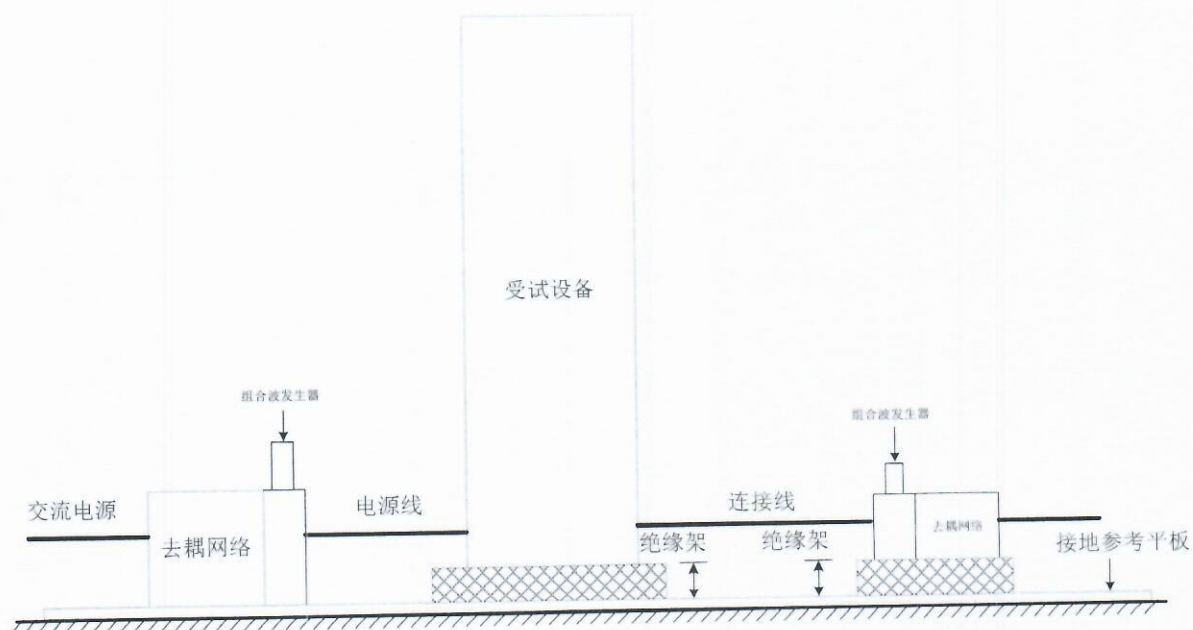 受试设备
组合波发生器
组合波发生器
交流电源
电源线
连接线
去耦网络
去耦网络
绝缘架
绝缘架
接地参考平板